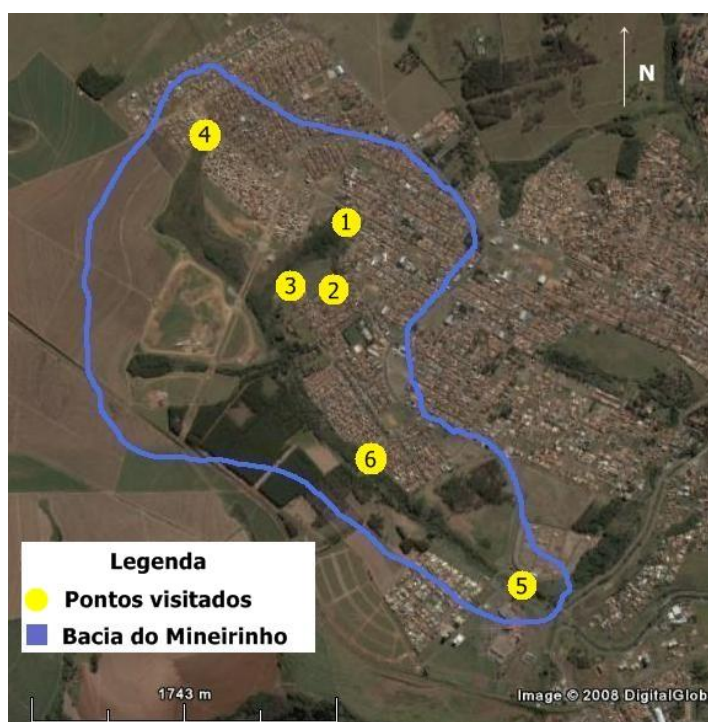 N
4
1
3
2
6
5
Legenda
Pontos visitados
Bacia do Mineirinho
1743 m
Image © 2008 DigitalGlob